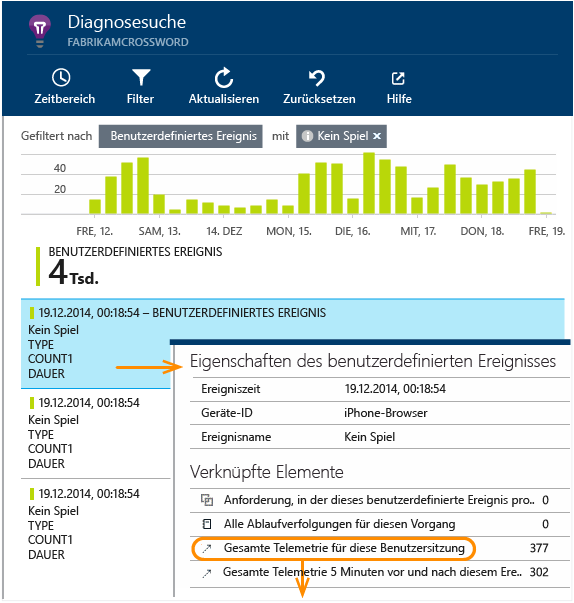 Diagnosesuche
FABRIKAMCROSSWORD
Zeitbereich Filter Aktualisieren Zurücksetzen Hilfe
Gefiltert nach Benutzerdefiniertes Ereignis mit Kein Spiel ×
40
20
FRE, 12. SAM, 13. 14. DEZ MON, 15. DIE, 16. MIT, 17. DON, 18. FRE, 19.
BENUTZERDEFINIERTES EREIGNIS
4 Tsd.
19.12.2014, 00:18:54 – BENUTZERDEFINIERTES EREIGNIS
Kein Spiel
TYPE
COUNT1
DAUER
19.12.2014, 00:18:54
Kein Spiel
TYPE
COUNT1
DAUER
19.12.2014, 00:18:54
Kein Spiel
TYPE
COUNT1
DAUER
Eigenschaften des benutzerdefinierten Ereignisses
Ereigniszeit 19.12.2014, 00:18:54
Geräte-ID iPhone-Browser
Ereignisname Kein Spiel
Verknüpfte Elemente
Anforderung, in der dieses benutzerdefinierte Ereignis pro.. 0
Alle Ablaufverfolgungen für diesen Vorgang 0
Gesamte Telemetrie für diese Benutzersitzung 377
Gesamte Telemetrie 5 Minuten vor und nach diesem Ere.. 302